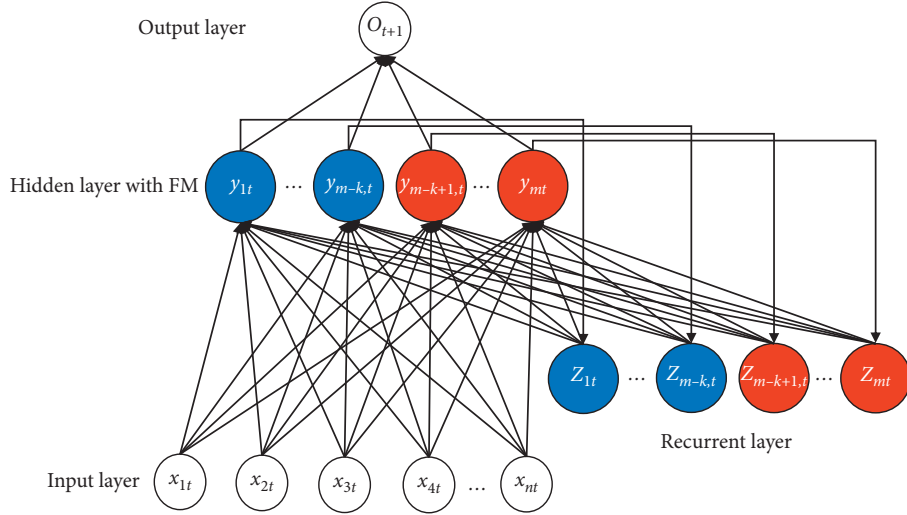 Output layer O_{t+1}
Hidden layer with FM y_{1t} ... y_{m–k,t} y_{m–k+1,t} ... y_{mt}
Z_{1t} ... Z_{m–k,t} Z_{m–k+1,t} ... Z_{mt}
Recurrent layer
Input layer x_{1t} x_{2t} x_{3t} x_{4t} ... x_{nt}